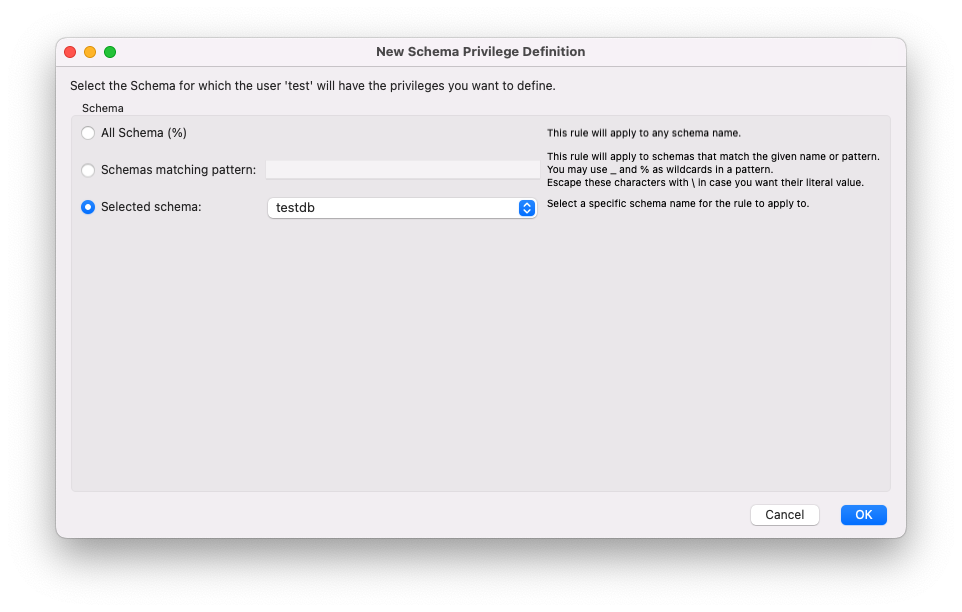 New Schema Privilege Definition
Select the Schema for which the user 'test' will have the privileges you want to define.
Schema
All Schema (%)
This rule will apply to any schema name.
Schemas matching pattern:
This rule will apply to schemas that match the given name or pattern.
You may use _ and % as wildcards in a pattern.
Escape these characters with \ in case you want their literal value.
Selected schema:
testdb
Select a specific schema name for the rule to apply to.
Cancel
OK